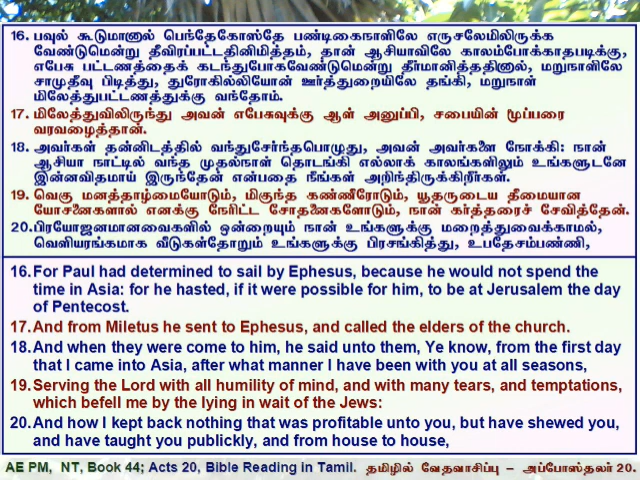 16. பவுல் கூடுமானால் பெந்தேகோஸ்தே பண்டிகைநாளிலே எருசலேமிலிருக்க
வேண்டுமென்று தீவிரப்பட்டதினிமித்தம், தான் ஆசியாவிலே காலம்போக்காதபடிக்கு,
எபேசு பட்டணத்தைக் கடந்துபோகவேண்டுமென்று தீர்மானித்ததினால், மறுநாளிலே
சாமுதீவு பிடித்து, துரோகில்லியோன் ஊர்த்துறையிலே தங்கி, மறுநாள்
மிலேத்துபட்டணத்துக்கு வந்தோம்.
17. மிலேத்துவிலிருந்து அவன் எபேசுவுக்கு ஆள் அனுப்பி, சபையின் மூப்பரை
வரவழைத்தான்.
18. அவர்கள் தன்னிடத்தில் வந்துசேர்ந்தபொழுது, அவன் அவர்களை நோக்கி: நான்
ஆசியா நாட்டில் வந்த முதல்நாள் தொடங்கி எல்லாக் காலங்களிலும் உங்களுடனே
இன்னவிதமாய் இருந்தேன் என்பதை நீங்கள் அறிந்திருக்கிறீர்கள்.
19. வெகு மனத்தாழ்மையோடும், மிகுந்த கண்ணீரோடும், யூதருடைய தீமையான
யோசனைகளால் எனக்கு நேரிட்ட சோதனைகளோடும், நான் கர்த்தரைச் சேவித்தேன்.
20.பிரயோஜனமானவைகளில் ஒன்றையும் நான் உங்களுக்கு மறைத்துவைக்காமல்,
வெளியரங்கமாக வீடுகள்தோறும் உங்களுக்கு பிரசங்கித்து, உபதேசம்பண்ணி,
16. For Paul had determined to sail by Ephesus, because he would not spend the
time in Asia: for he hasted, if it were possible for him, to be at Jerusalem the day
of Pentecost.
17. And from Miletus he sent to Ephesus, and called the elders of the church.
18. And when they were come to him, he said unto them, Ye know, from the first day
that I came into Asia, after what manner I have been with you at all seasons,
19. Serving the Lord with all humility of mind, and with many tears, and temptations,
which befell me by the lying in wait of the Jews:
20. And how I kept back nothing that was profitable unto you, but have shewed you,
and have taught you publickly, and from house to house,
AE PM, NT, Book 44; Acts 20, Bible Reading in Tamil. தமிழில் வேதவாசிப்பு – அப்போஸ்தலர் 20.